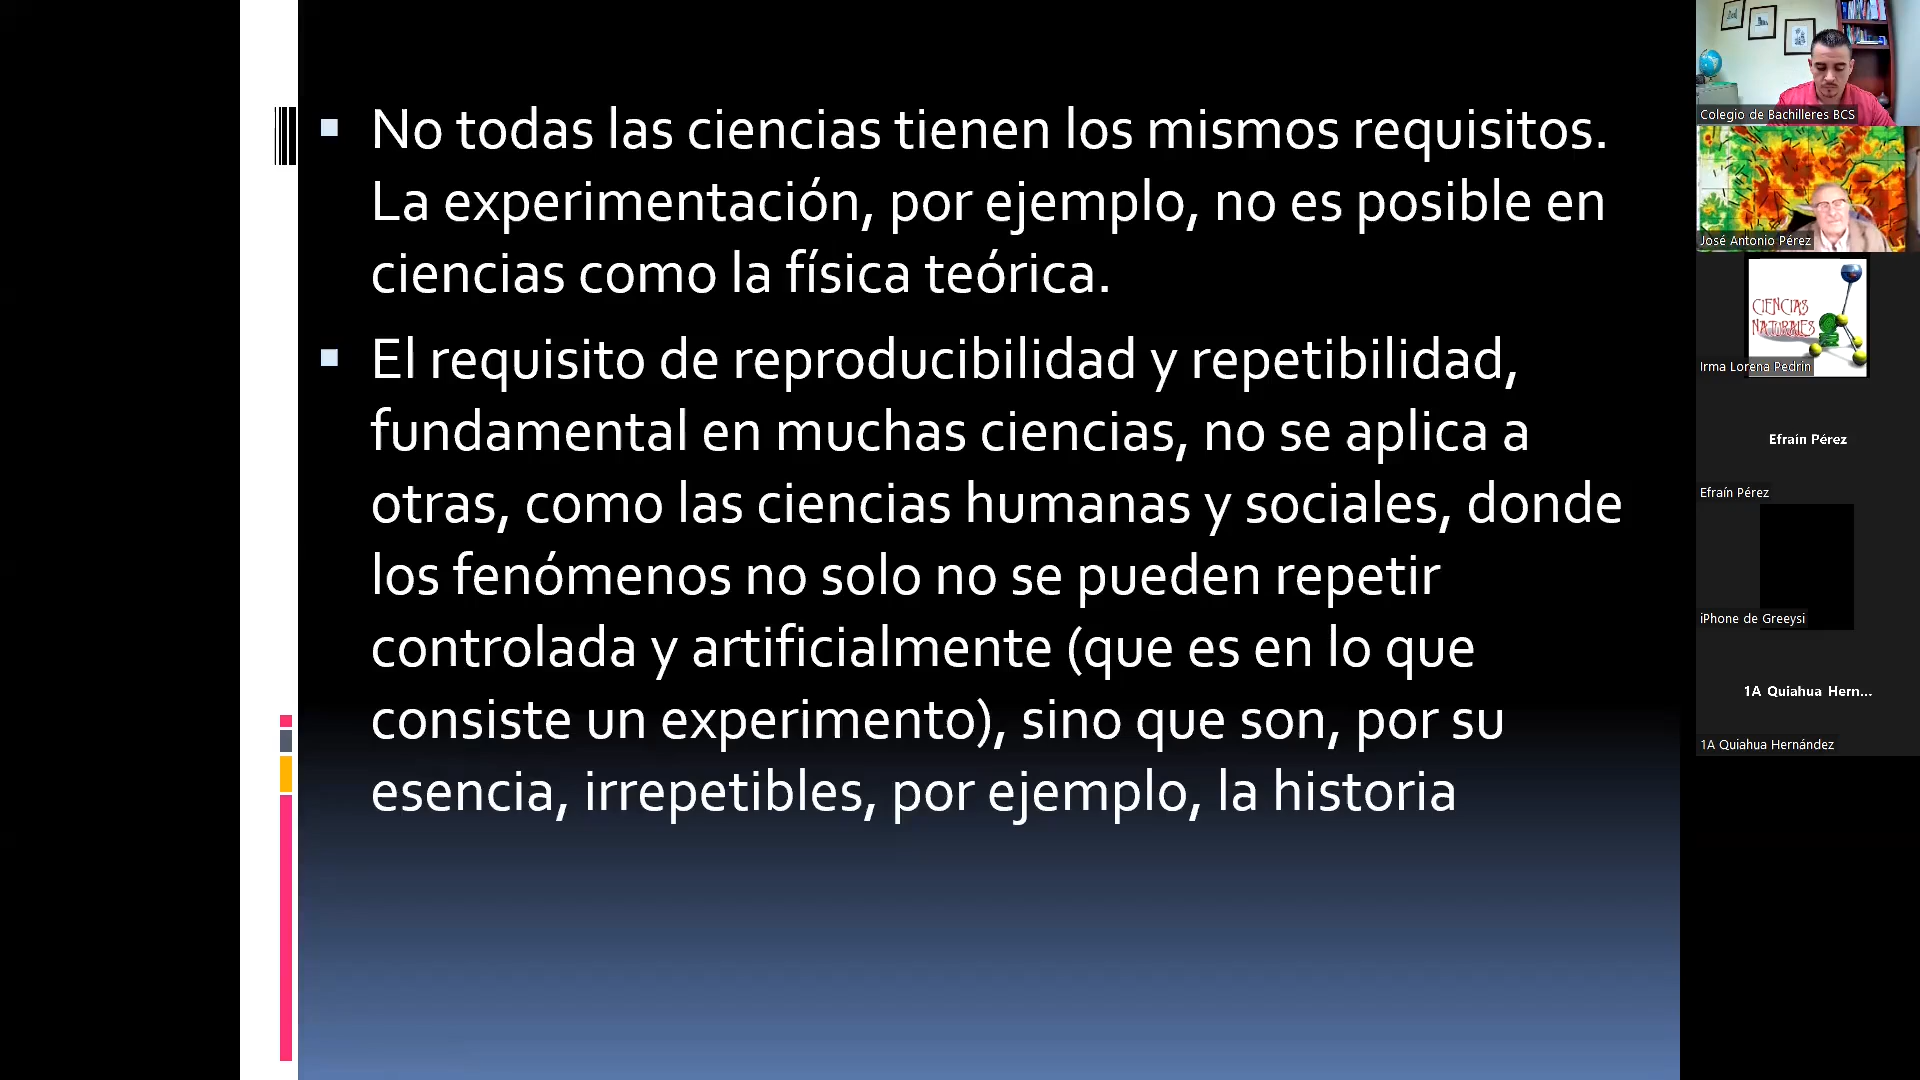 No todas las ciencias tienen los mismos requisitos.
La experimentación, por ejemplo, no es posible en
ciencias como la física teórica.
El requisito de reproducibilidad y repetibilidad,
fundamental en muchas ciencias, no se aplica a
otras, como las ciencias humanas y sociales, donde
los fenómenos no solo no se pueden repetir
controlada y artificialmente (que es en lo que
consiste un experimento), sino que son, por su
esencia, irrepetibles, por ejemplo, la historia
Colegio de Bachilleres BCS
José Antonio Pérez
CIENCIAS
NATURALES
Irma Lorena Pedrín
Efraín Pérez
Efraín Pérez
iPhone de Greeysi
1A Quiahua Hern...
1A Quiahua Hernández